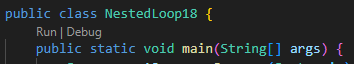 public class NestedLoop18 {
Run | Debug
public static void main(String[] args) {